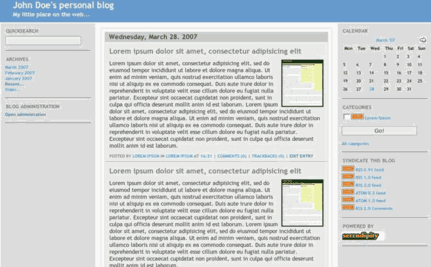 John Doe's personal blog
My little place on the web...
QUICKSEARCH
ARCHIVES
March 2007
February 2007
January 2007
Recent...
Older...
BLOG ADMINISTRATION
Open administration
Wednesday, March 28. 2007
Lorem ipsum dolor sit amet, consectetur adipisicing elit
Lorem ipsum dolor sit amet, sed do
eiusmod tempor incididunt ut labore et dolore magna aliqua. Ut
enim ad minim veniam, quis nostrud exercitation ullamco laboris
nisi ut aliquip ex ea commodo consequat. Duis aute irure dolor in
reprehenderit in voluptate velit esse cillum dolore eu fugiat nulla
pariatur. Excepteur sint occaecat cupidatat non proident, sunt in
culpa qui officia deserunt mollit anim id est laborum. Lorem ipsum
dolor sit amet, sed do eiusmod tempor incididunt ut labore et
dolore magna aliqua. Ut enim ad minim veniam, quis nostrud exercitation ullamco laboris nisi
ut aliquip ex ea commodo consequat. Duis aute irure dolor in reprehenderit in voluptate velit
esse cillum dolore eu fugiat nulla pariatur. Excepteur sint occaecat cupidatat non proident,
sunt in culpa qui officia deserunt mollit anim id est laborum.
POSTED BY LOREM IPSUM IN LOREM IPSUM AT 14:31 | COMMENTS (0) | TRACKBACKS (0) | EDIT ENTRY
Lorem ipsum dolor sit amet, consectetur adipisicing elit
Lorem ipsum dolor sit amet, sed do
eiusmod tempor incididunt ut labore et dolore magna aliqua. Ut
enim ad minim veniam, quis nostrud exercitation ullamco laboris
nisi ut aliquip ex ea commodo consequat. Duis aute irure dolor in
reprehenderit in voluptate velit esse cillum dolore eu fugiat nulla
pariatur. Excepteur sint occaecat cupidatat non proident, sunt in
culpa qui officia deserunt mollit anim id est laborum. Lorem ipsum
dolor sit amet, sed do eiusmod tempor incididunt ut labore et
dolore magna aliqua. Ut enim ad minim veniam, quis nostrud exercitation ullamco laboris nisi
ut aliquip ex ea commodo consequat. Duis aute irure dolor in reprehenderit in voluptate velit
esse cillum dolore eu fugiat nulla pariatur. Excepteur sint occaecat cupidatat non proident,
sunt in culpa qui officia deserunt mollit anim id est laborum.
CALENDAR
March '07
Mon Tue Wed Thu Fri Sat Sun
1 2 3 4
5 6 7 8 9 10 11
12 13 14 15 16 17 18
19 20 21 22 23 24 25
26 27 28 29 30 31
CATEGORIES
Lorem Ipsum
Go!
All categories
SYNDICATE THIS BLOG
RSS 0.91 feed
RSS 1.0 feed
RSS 2.0 feed
ATOM 0.3 feed
ATOM 1.0 feed
RSS 2.0 Comments
POWERED BY
serendipity